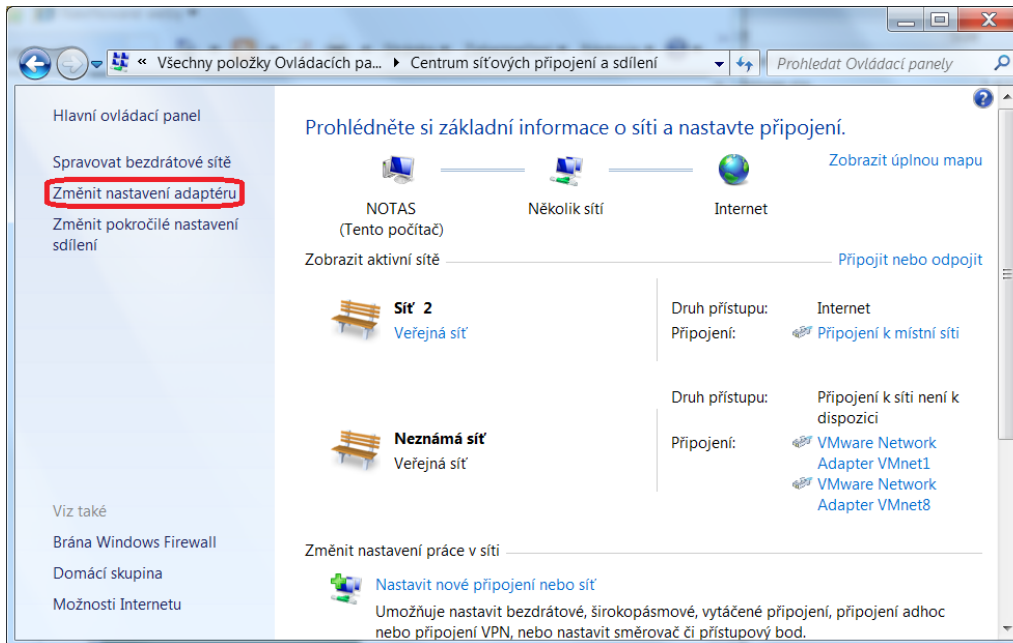 « Všechny položky Ovládacích pa... Centrum síťových připojení a sdílení
Prohledat Ovládací panely
Hlavní ovládací panel
Spravovat bezdrátové sítě
Změnit nastavení adaptéru
Změnit pokročilé nastavení
sdílení
Viz také
Brána Windows Firewall
Domácí skupina
Možnosti Internetu
Prohlédněte si základní informace o síti a nastavte připojení.
Zobrazit úplnou mapu
NOTAS
(Tento počítač)
Několik sítí
Internet
Zobrazit aktivní sítě
Připojit nebo odpojit
Síť 2
Veřejná síť
Druh přístupu: Internet
Připojení: Připojení k místní síti
Neznámá síť
Veřejná síť
Druh přístupu: Připojení k síti není k
dispozici
Připojení: VMware Network
Adapter VMnet1
VMware Network
Adapter VMnet8
Změnit nastavení práce v síti
Nastavit nové připojení nebo síť
Umožňuje nastavit bezdrátové, širokopásmové, vytáčené připojení, připojení adhoc
nebo připojení VPN, nebo nastavit směrovač či přístupový bod.